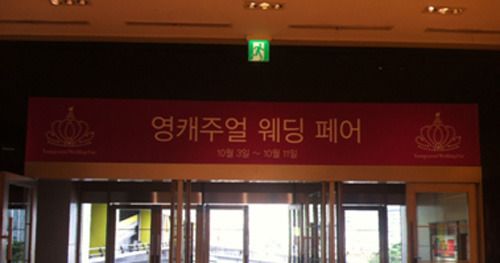 영캐주얼 웨딩 페어
10월 3일 ~ 10월 11일